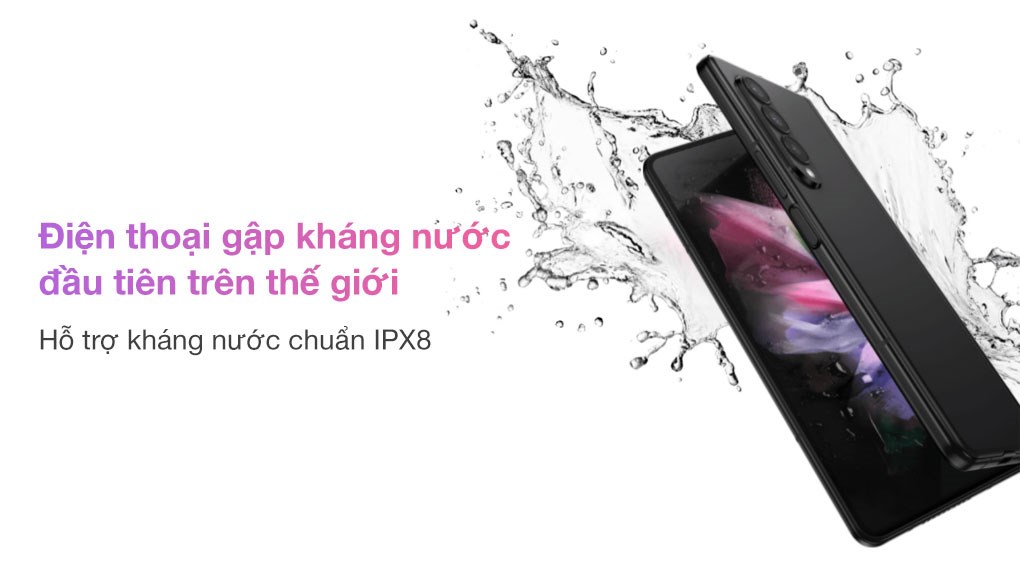 Điện thoại gập kháng nước
đầu tiên trên thế giới
Hỗ trợ kháng nước chuẩn IPX8